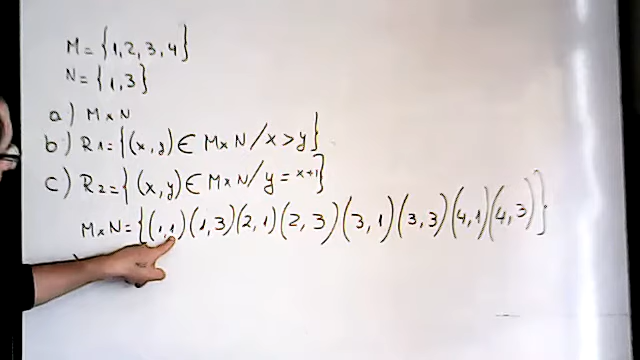 M = {1, 2, 3, 4}
N = {1, 3}
a) M x N
b) R1 = {(x, y) ∈ M x N / x > y}
c) R2 = {(x, y) ∈ M x N / y = x+1}
M x N = {(1, 1) (1, 3) (2, 1) (2, 3) (3, 1) (3, 3) (4, 1) (4, 3)}